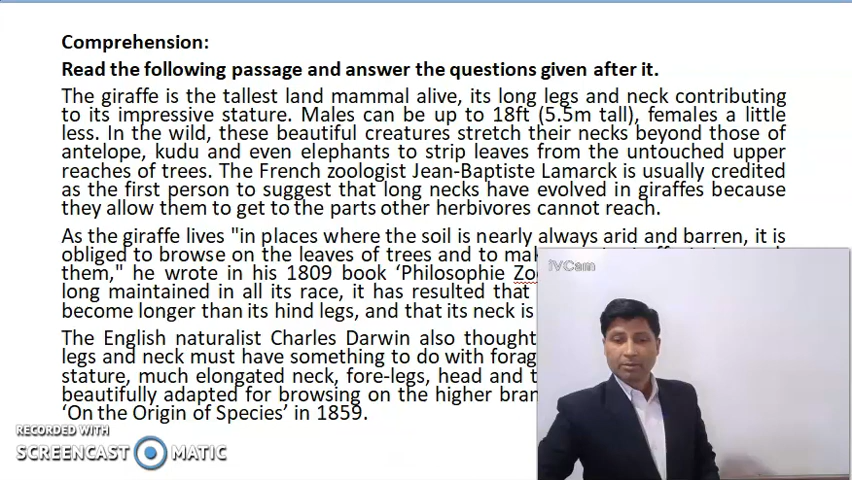 Comprehension:
Read the following passage and answer the questions given after it.
The giraffe is the tallest land mammal alive, its long legs and neck contributing
to its impressive stature. Males can be up to 18ft (5.5m tall), females a little
less. In the wild, these beautiful creatures stretch their necks beyond those of
antelope, kudu and even elephants to strip leaves from the untouched upper
reaches of trees. The French zoologist Jean-Baptiste Lamarck is usually credited
as the first person to suggest that long necks have evolved in giraffes because
they allow them to get to the parts other herbivores cannot reach.
As the giraffe lives "in places where the soil is nearly always arid and barren, it is
obliged to browse on the leaves of trees and to
them," he wrote in his 1809 book ‘Philosophie
long maintained in all its race, it has resulted that
become longer than its hind legs, and that its neck is
The English naturalist Charles Darwin also thought
legs and neck must have something to do with
stature, much elongated neck, fore-legs, head and
beautifully adapted for browsing on the higher
‘On the Origin of Species’ in 1859.
iVCam
RECORDED WITH
SCREENCAST MATIC